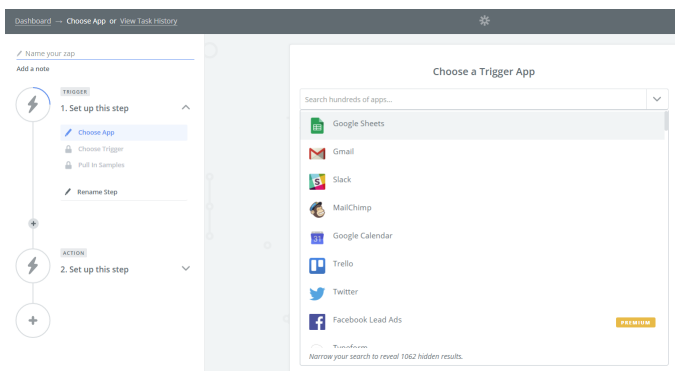 Dashboard → Choose App or View Task History
Name your zap
Add a note
TRIGGER
1. Set up this step
Choose App
Choose Trigger
Pull In Samples
Rename Step
ACTION
2. Set up this step
Choose a Trigger App
Search hundreds of apps...
Google Sheets
Gmail
Slack
MailChimp
31
Google Calendar
Trello
Twitter
Facebook Lead Ads
PREMIUM
Typeform
Narrow your search to reveal 1062 hidden results.